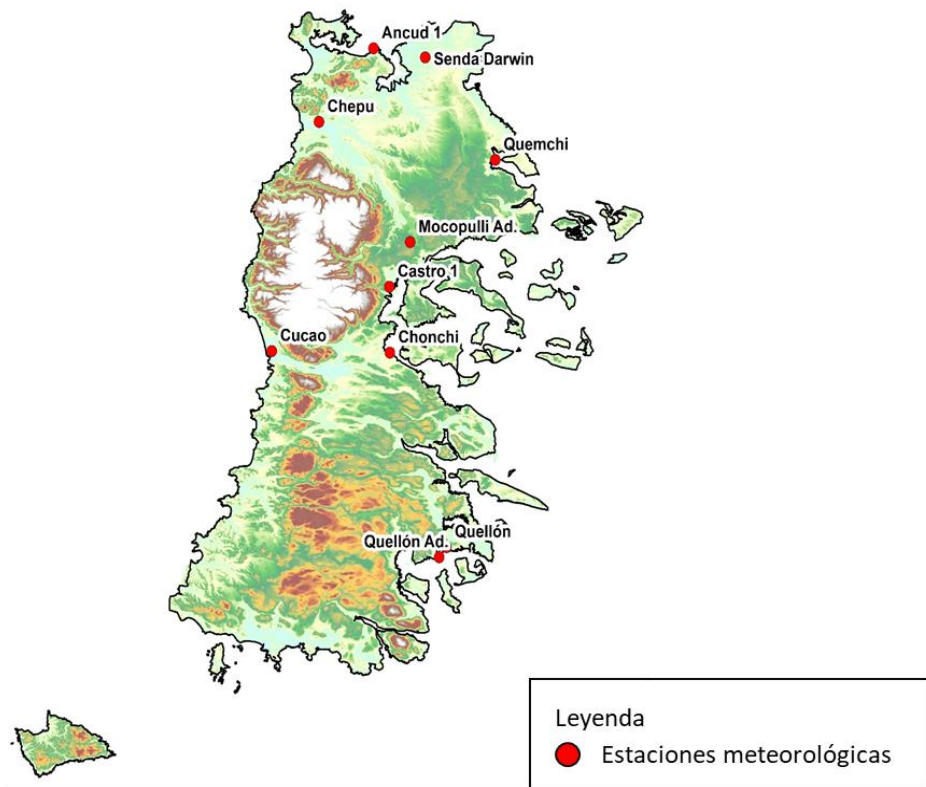 Ancud 1
Senda Darwin
Chepu
Quemchi
Mocopulli Ad.
Castro 1
Cucao
Chonchi
Quellón
Quellón Ad.
Leyenda
Estaciones meteorológicas